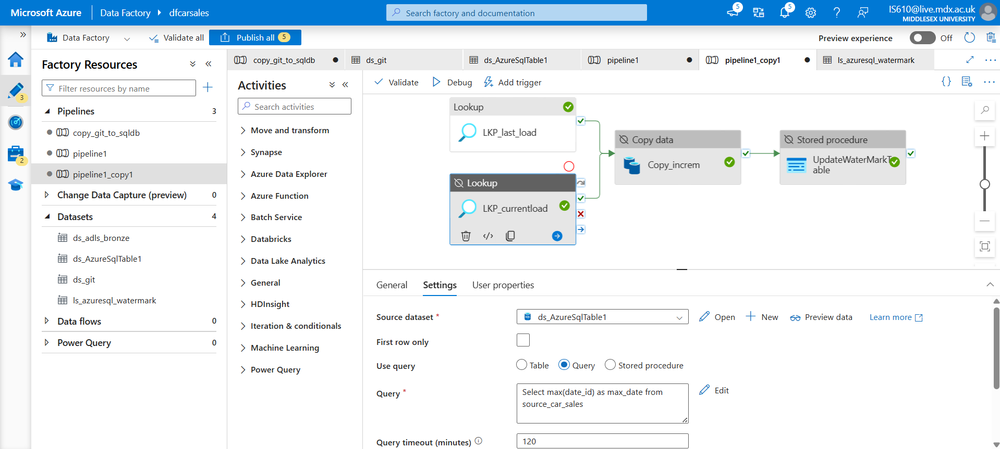 Microsoft Azure
Data Factory
dfcarsales
Search factory and documentation
5
5
IS610@live.mdx.ac.uk
MIDDLESEX UNIVERSITY
Data Factory
Validate all
Publish all
5
Preview experience
Off
3
2
Factory Resources
Filter resources by name
Pipelines
3
copy_git_to_sqldb
pipeline1
pipeline1_copy1
Change Data Capture (preview)
0
Datasets
4
ds_adls_bronze
ds_AzureSqlTable1
ds_git
ls_azuresql_watermark
Data flows
0
Power Query
0
copy_git_to_sqldb
ds_git
ds_AzureSqlTable1
pipeline1
pipeline1_copy1
ls_azuresql_watermark
Activities
Search activities
Move and transform
Synapse
Azure Data Explorer
Azure Function
Batch Service
Databricks
Data Lake Analytics
General
HDInsight
Iteration & conditionals
Machine Learning
Power Query
Validate
Debug
Add trigger
Lookup
LKP_last_load
Lookup
LKP_currentload
Copy data
Copy_increm
Stored procedure
UpdateWaterMarkT
able
General
Settings
User properties
Source dataset *
SQL
ds_AzureSqlTable1
Open
New
Preview data
Learn more
First row only
Use query
Table
Query
Stored procedure
Query *
Select max(date_id) as max_date from
source_car_sales
Edit
Query timeout (minutes)
120